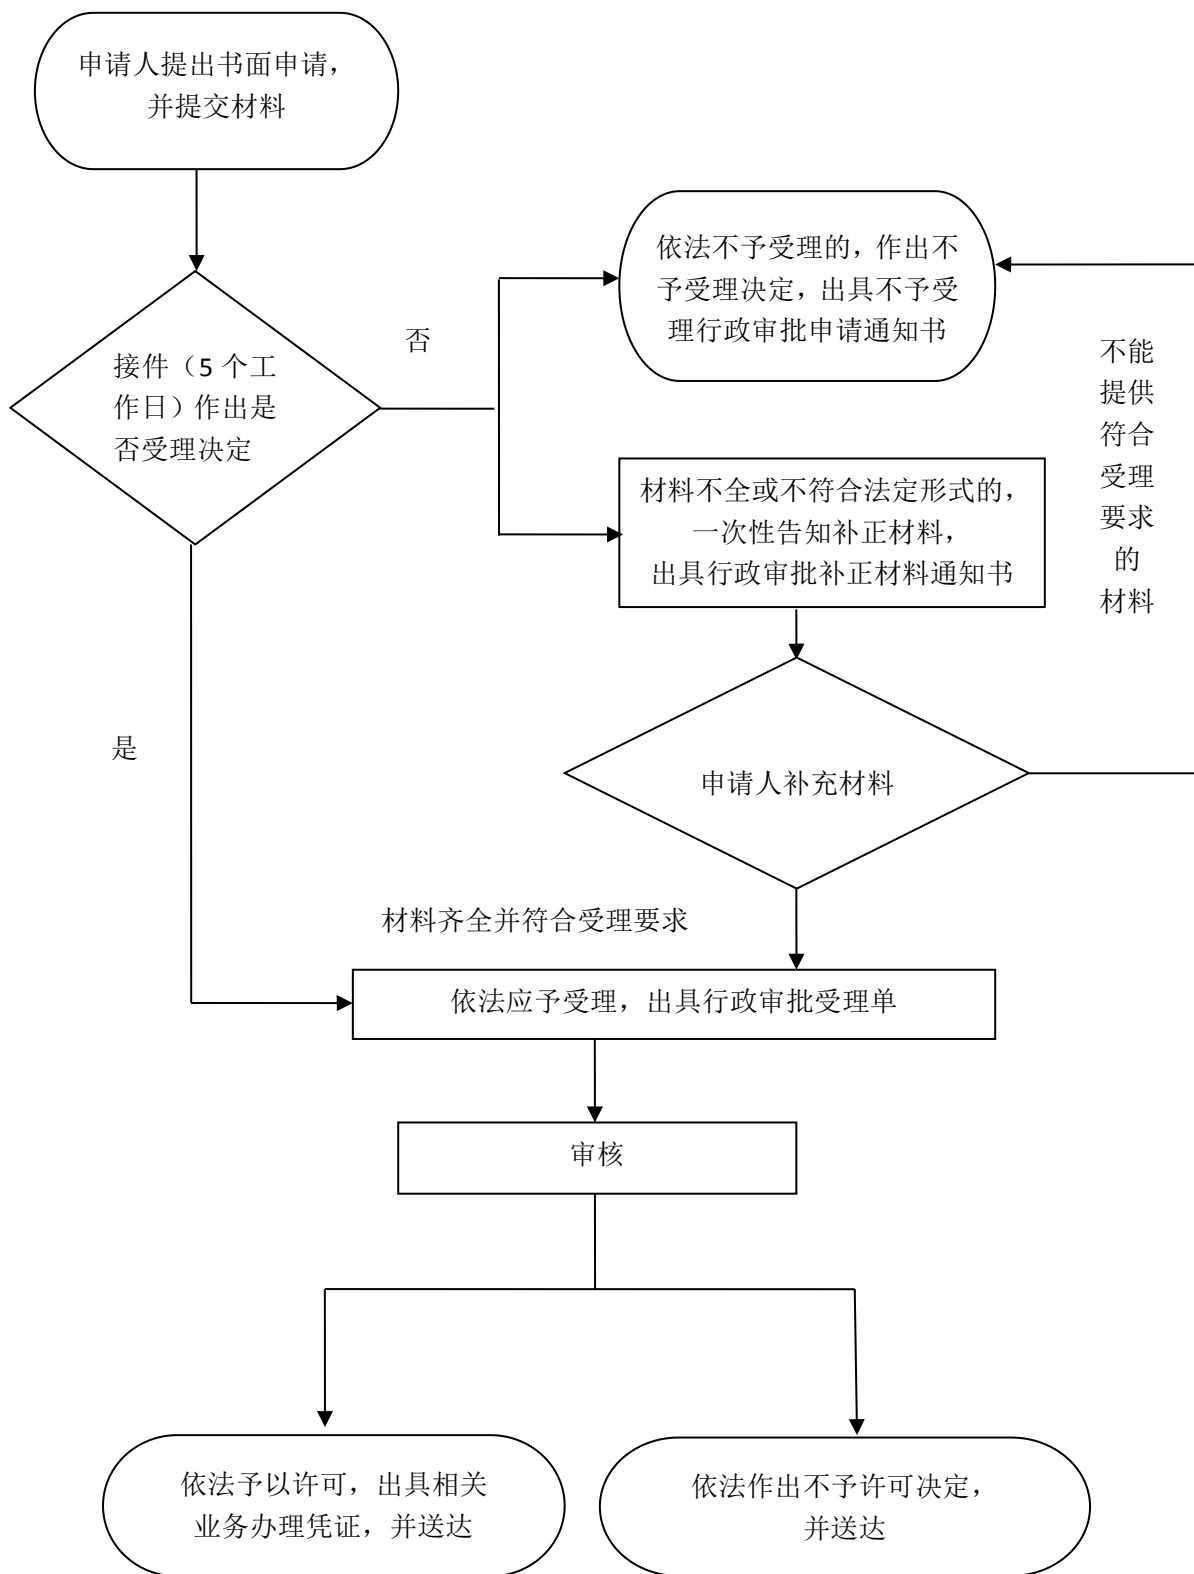 申请人提出书面申请，
并提交材料
依法不予受理的，作出不
予受理决定，出具不予受
理行政审批申请通知书
否
接件（5 个工
作日）作出是
否受理决定
不能
提供
符合
受理
要求
的
材料
材料不全或不符合法定形式的，
一次性告知补正材料，
出具行政审批补正材料通知书
是
申请人补充材料
材料齐全并符合受理要求
依法应予受理，出具行政审批受理单
审核
依法予以许可，出具相关
业务办理凭证，并送达
依法作出不予许可决定，
并送达